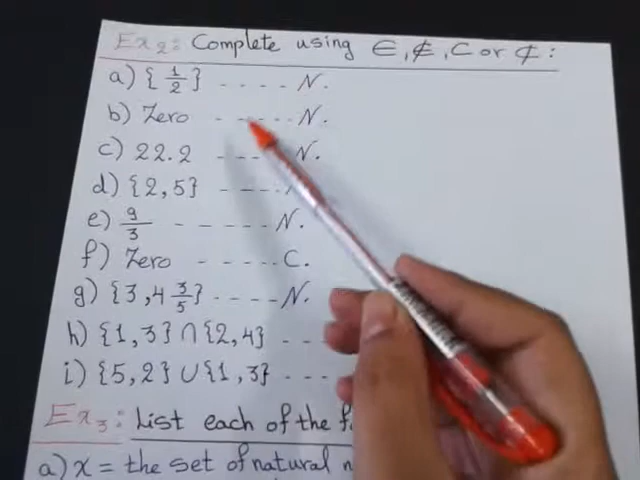 Ex₂: Complete using ∈, ∉, ⊂ or ⊄:
a) {1/2} .... N.
b) Zero ..... N.
c) 22.2 ---- N.
d) {2,5} ----
e) 9/3 ----- N.
f) Zero ----- C.
g) {3,4 3/5} ---- N.
h) {1,3} ∩ {2,4} ---
i) {5,2} ∪ {1,3} ---
Ex₃: List each of the
a) x = the set of natural